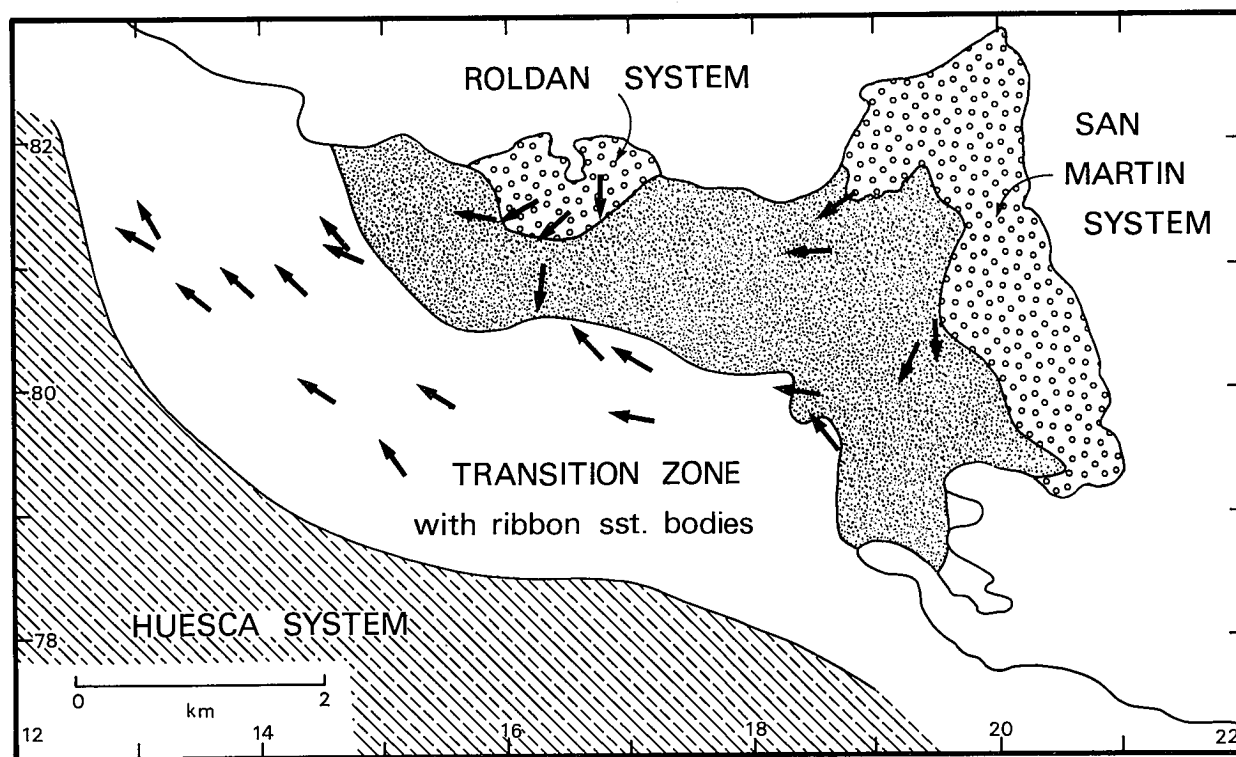 ROLDAN SYSTEM
SAN
MARTIN
SYSTEM
82
80
TRANSITION ZONE
with ribbon sst. bodies
HUESCA SYSTEM
78
0 2
km
12 14 16 18 20 22